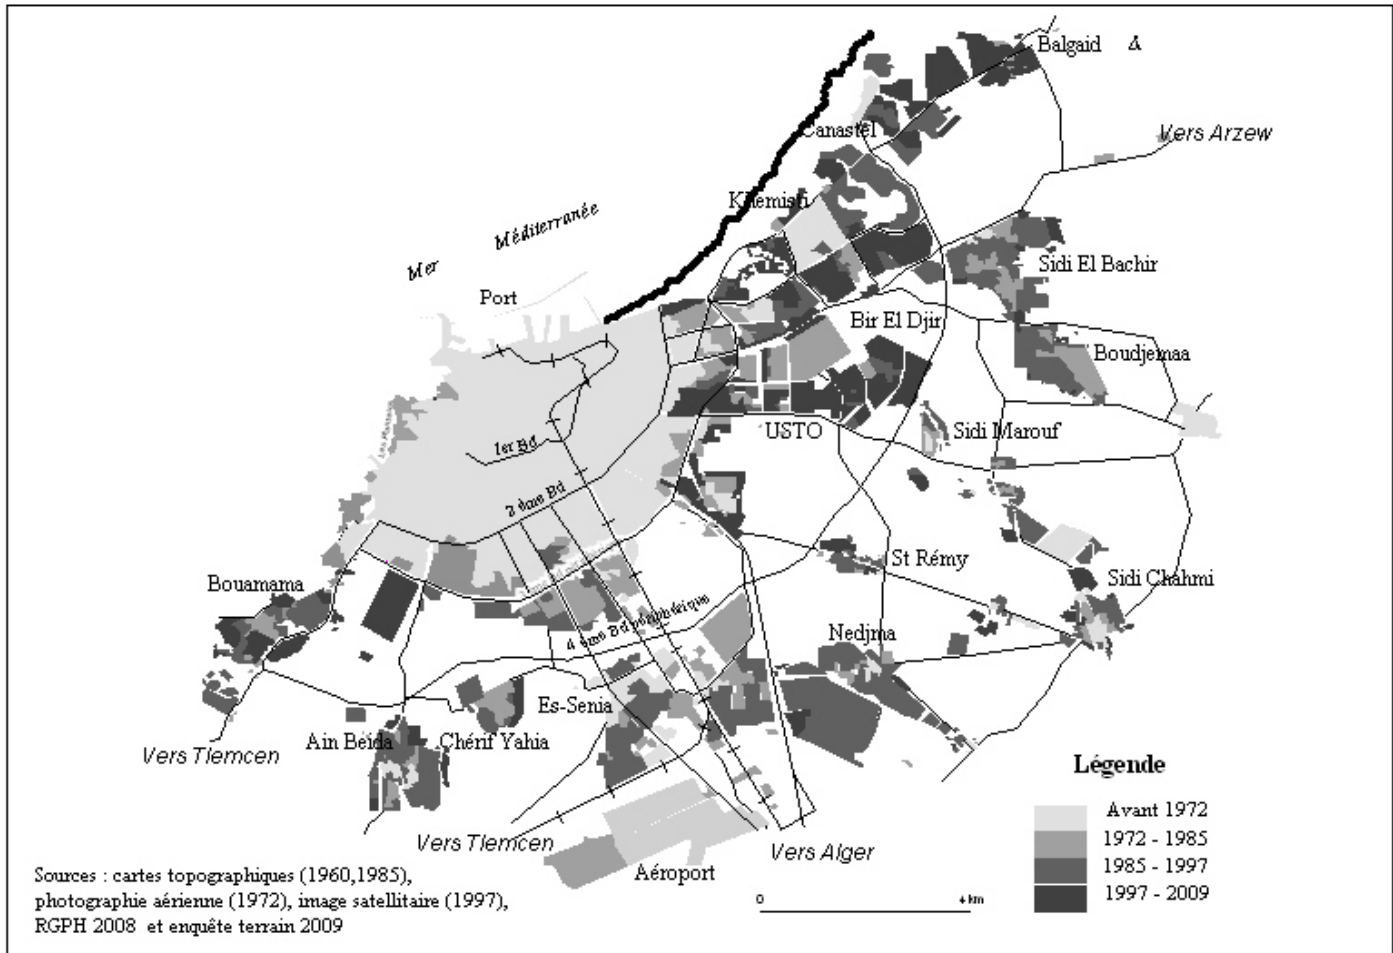 Balgaid &
Vers Arzew
Canastel
Khemisti
Mer Méditerranée
Port
Sidi El Bachir
Bir El Djir
Boudjemaa
USTO
Sidi Marouf
1er Bd
2 ème Bd
St Rémy
Sidi Chahmi
Bouamama
4 ème Bd périphérique
Nedjma
Es-Senia
Ain Beïda
Chérif Yahia
Vers Tlemcen
Vers Tlemcen
Vers Alger
Aéroport
Légende
Avant 1972
1972 - 1985
1985 - 1997
1997 - 2009
0 4 km
Sources : cartes topographiques (1960,1985),
photographie aérienne (1972), image satellitaire (1997),
RGPH 2008 et enquête terrain 2009